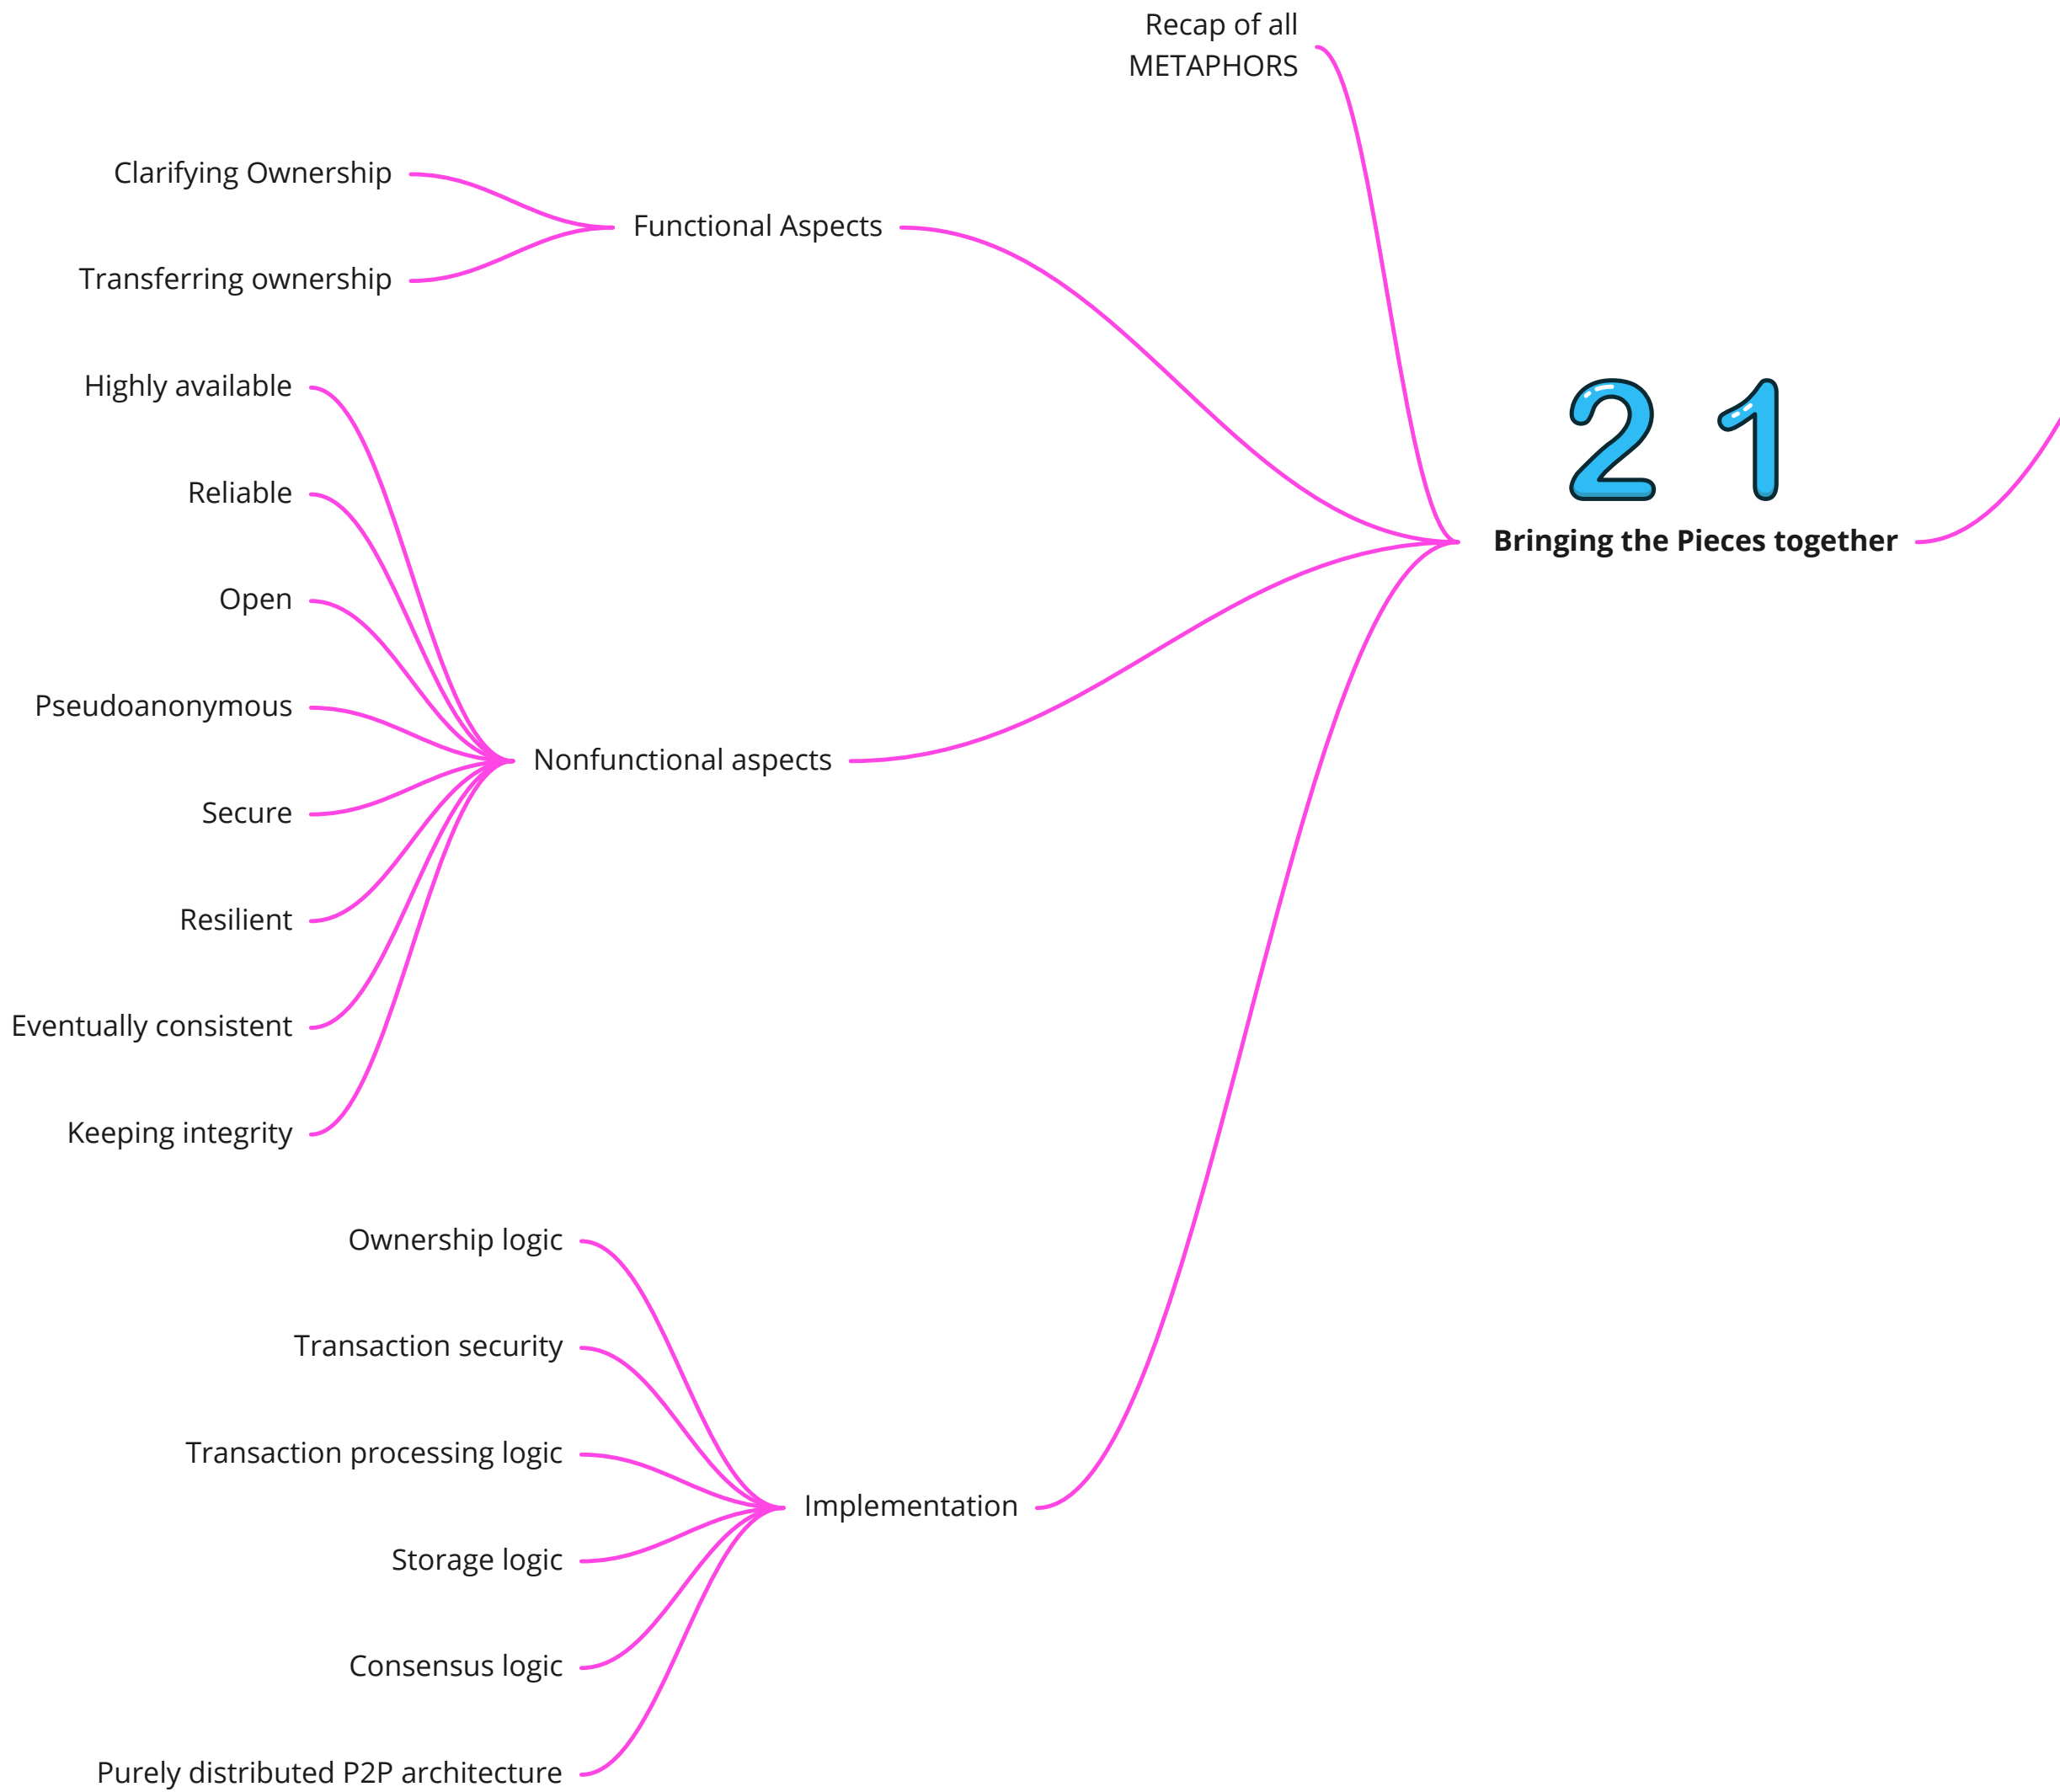 Recap of all
METAPHORS
Clarifying Ownership
Functional Aspects
Transferring ownership
Highly available
Reliable
Open
Pseudoanonymous
Nonfunctional aspects
Secure
Resilient
Eventually consistent
Keeping integrity
21
Bringing the Pieces together
Ownership logic
Transaction security
Transaction processing logic
Implementation
Storage logic
Consensus logic
Purely distributed P2P architecture